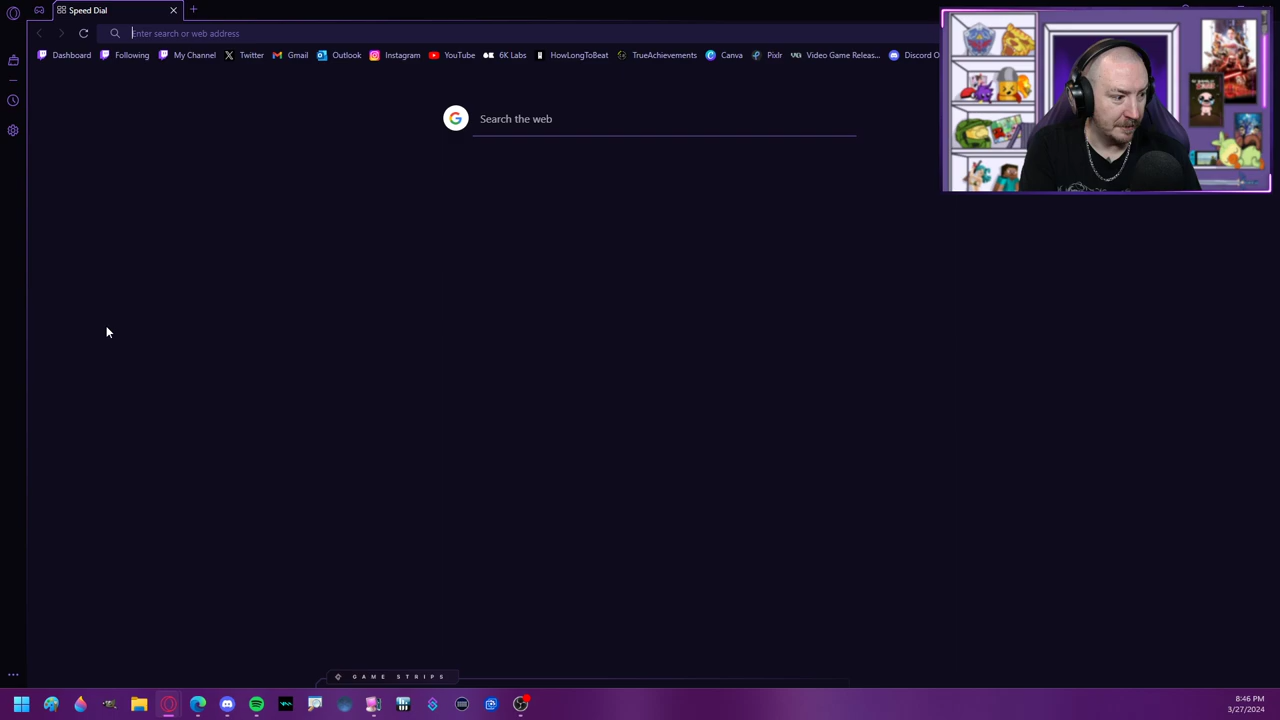 Speed Dial
Enter search or web address
Dashboard Following My Channel Twitter Gmail Outlook Instagram YouTube 6K Labs HowLongToBeat TrueAchievements Canva Pixlr Video Game Releas... Discord O
Search the web
GAME STRIPS
8:46 PM
3/27/2024